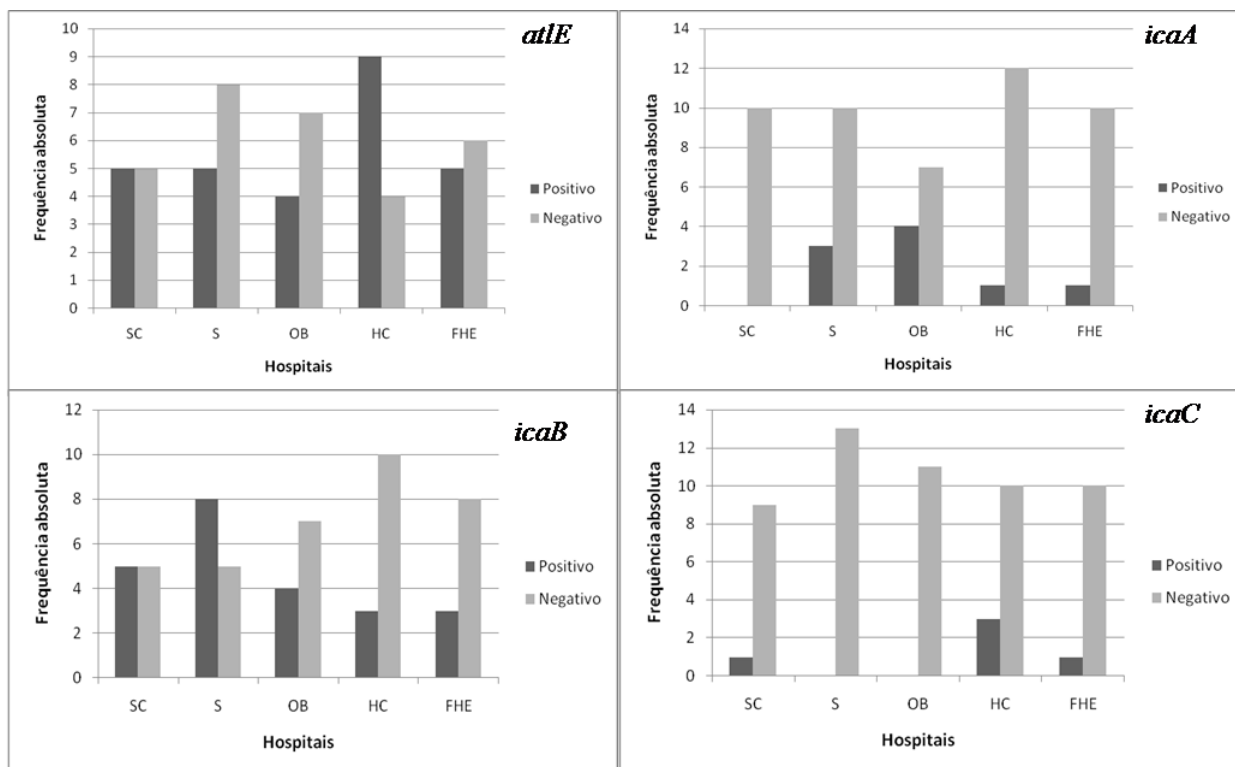 atlE
10
9
8
7
6
5
4
3
2
1
0
Frequência absoluta
SC S OB HC FHE
Hospitais
Positivo
Negativo
icaA
14
12
10
8
6
4
2
0
Frequência absoluta
SC S OB HC FHE
Hospitais
Positivo
Negativo
icaB
12
10
8
6
4
2
0
Frequência absoluta
SC S OB HC FHE
Hospitais
Positivo
Negativo
icaC
14
12
10
8
6
4
2
0
Frequência absoluta
SC S OB HC FHE
Hospitais
Positivo
Negativo